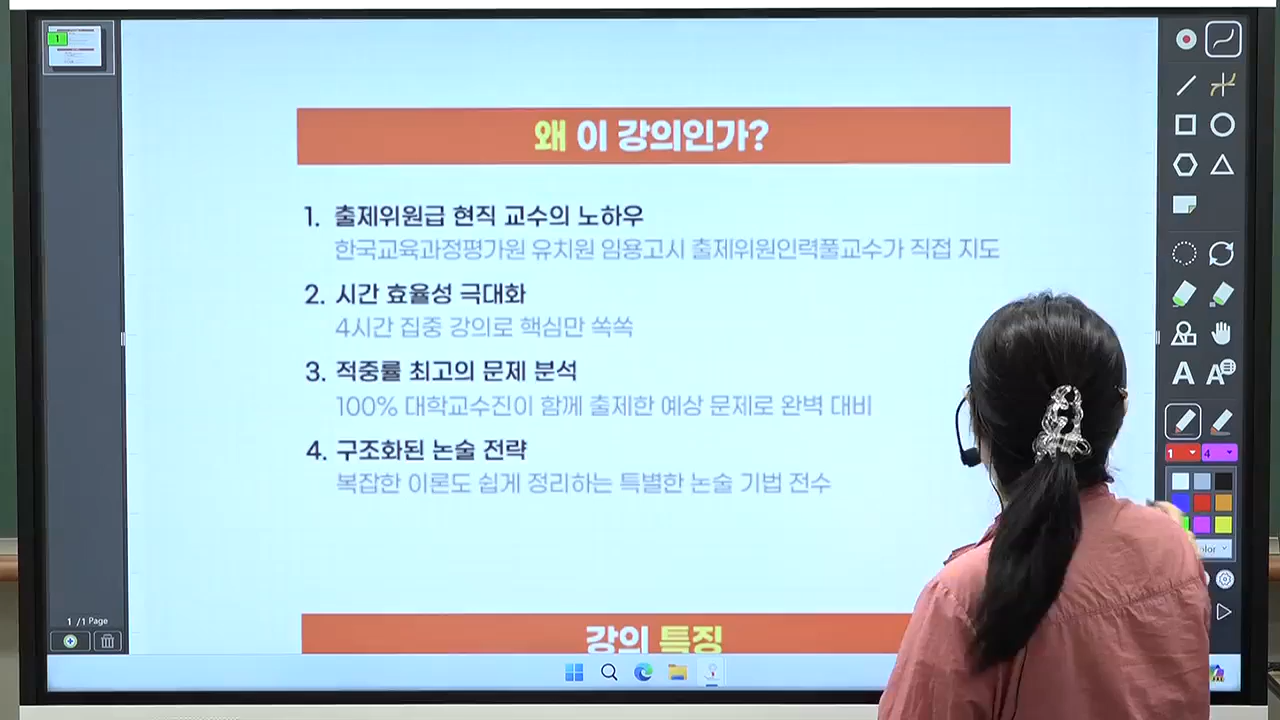 1
왜 이 강의인가?
1. 출제위원급 현직 교수의 노하우
한국교육과정평가원 유치원 임용고시 출제위원인력풀교수가 직접 지도
2. 시간 효율성 극대화
4시간 집중 강의로 핵심만 쏙쏙
3. 적중률 최고의 문제 분석
100% 대학교수진이 함께 출제한 예상 문제로 완벽 대비
4. 구조화된 논술 전략
복잡한 이론도 쉽게 정리하는 특별한 논술 기법 전수
강의 특징
1 /1 Page
A A
1 4